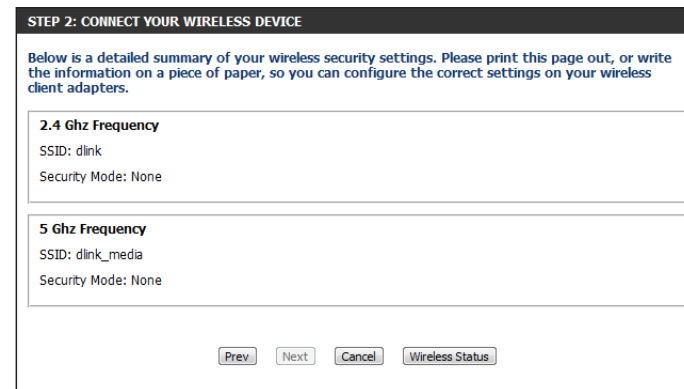 STEP 2: CONNECT YOUR WIRELESS DEVICE
Below is a detailed summary of your wireless security settings. Please print this page out, or write
the information on a piece of paper, so you can configure the correct settings on your wireless
client adapters.
2.4 Ghz Frequency
SSID: dlink
Security Mode: None
5 Ghz Frequency
SSID: dlink_media
Security Mode: None
Prev Next Cancel Wireless Status